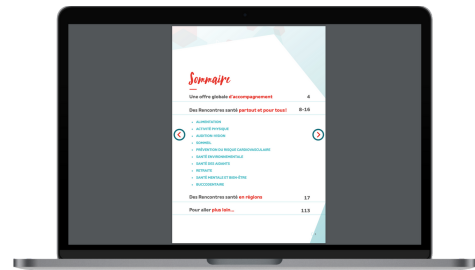 Sommaire
Une offre globale d'accompagnement 4
Des Rencontres santé partout et pour tous! 8-16
ALIMENTATION
ACTIVITÉ PHYSIQUE
AUDITION VISION
SOMMEIL
PRÉVENTION DU RISQUE CARDIOVASCULAIRE
SANTÉ ENVIRONNEMENTALE
SANTÉ DES AIDANTS
RETRAITE
SANTÉ MENTALE ET BIEN ÊTRE
BUCCODENTAIRE
Des Rencontres santé en régions 17
Pour aller plus loin... 113